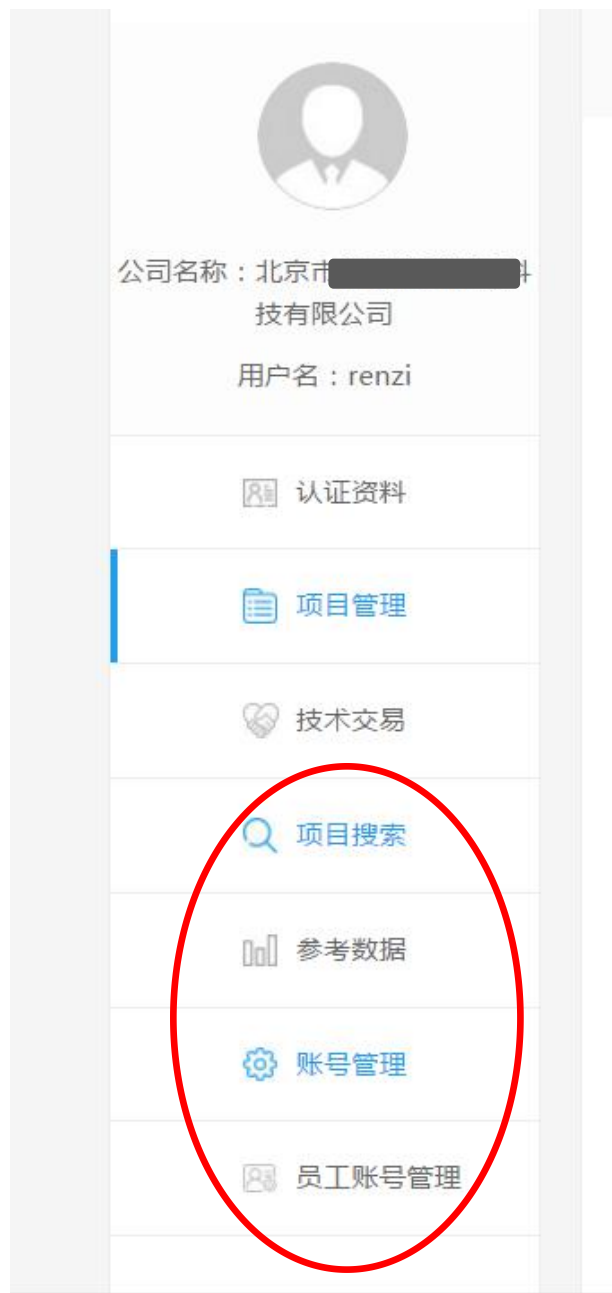 公司名称：北京市
技有限公司
用户名：renzi
认证资料
项目管理
技术交易
项目搜索
参考数据
账号管理
员工账号管理